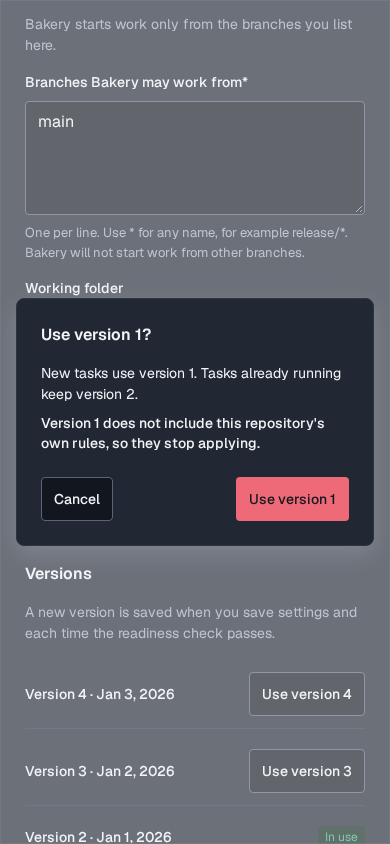 Bakery starts work only from the branches you list
here.
Branches Bakery may work from*
main
One per line. Use * for any name, for example release/*.
Bakery will not start work from other branches.
Working folder
Use version 1?
New tasks use version 1. Tasks already running
keep version 2.
Version 1 does not include this repository's
own rules, so they stop applying.
Cancel
Use version 1
Versions
A new version is saved when you save settings and
each time the readiness check passes.
Version 4 · Jan 3, 2026
Use version 4
Version 3 · Jan 2, 2026
Use version 3
Version 2 · Jan 1, 2026
In use